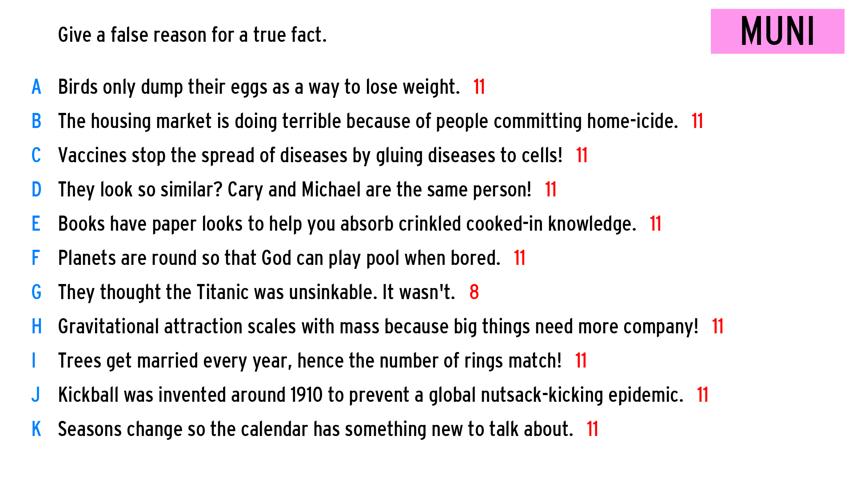 Give a false reason for a true fact.
MUNI
A Birds only dump their eggs as a way to lose weight. 11
B The housing market is doing terrible because of people committing home-icide. 11
C Vaccines stop the spread of diseases by gluing diseases to cells! 11
D They look so similar? Cary and Michael are the same person! 11
E Books have paper looks to help you absorb crinkled cooked-in knowledge. 11
F Planets are round so that God can play pool when bored. 11
G They thought the Titanic was unsinkable. It wasn't. 8
H Gravitational attraction scales with mass because big things need more company! 11
I Trees get married every year, hence the number of rings match! 11
J Kickball was invented around 1910 to prevent a global nutsack-kicking epidemic. 11
K Seasons change so the calendar has something new to talk about. 11